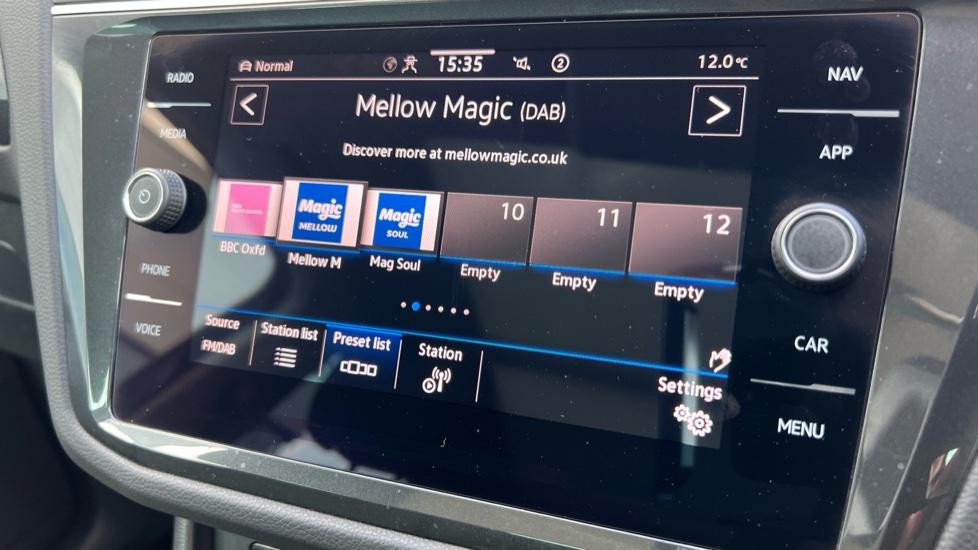 RADIO
MEDIA
PHONE
VOICE
Normal
15:35
2
12.0°C
Mellow Magic (DAB)
Discover more at mellowmagic.co.uk
Magic
MELLOW
Magic
SOUL
10
11
12
BBC Oxfd
Mellow M
Mag Soul
Empty
Empty
Empty
Source
FM/DAB
Station list
Preset list
Station
Settings
NAV
APP
CAR
MENU